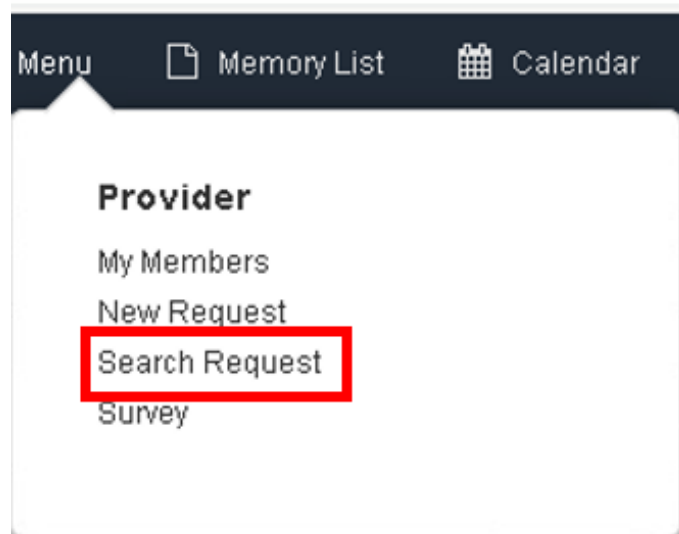 Menu Memory List Calendar
Provider
My Members
New Request
Search Request
Survey